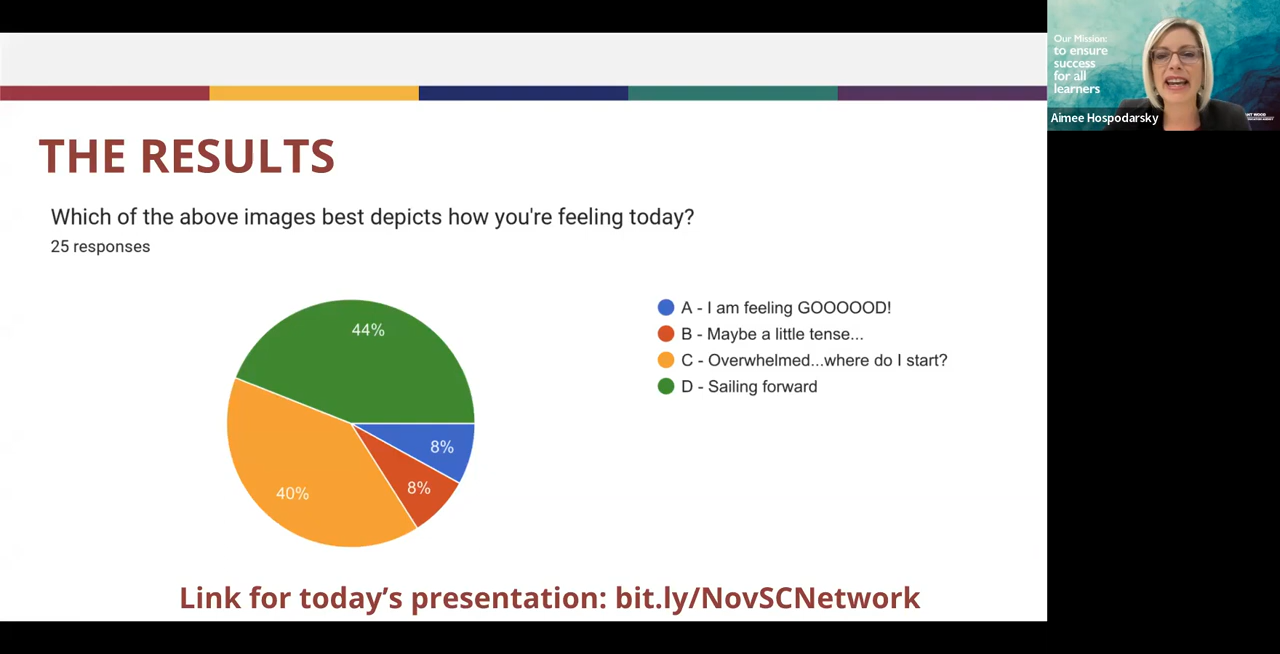 THE RESULTS
Which of the above images best depicts how you're feeling today?
25 responses
44%
8%
8%
40%
A - I am feeling GOOOOOD!
B - Maybe a little tense...
C - Overwhelmed...where do I start?
D - Sailing forward
Link for today’s presentation: bit.ly/NovSCNetwork
Our Mission:
to ensure
success
for all
learners
Aimee Hospodarsky